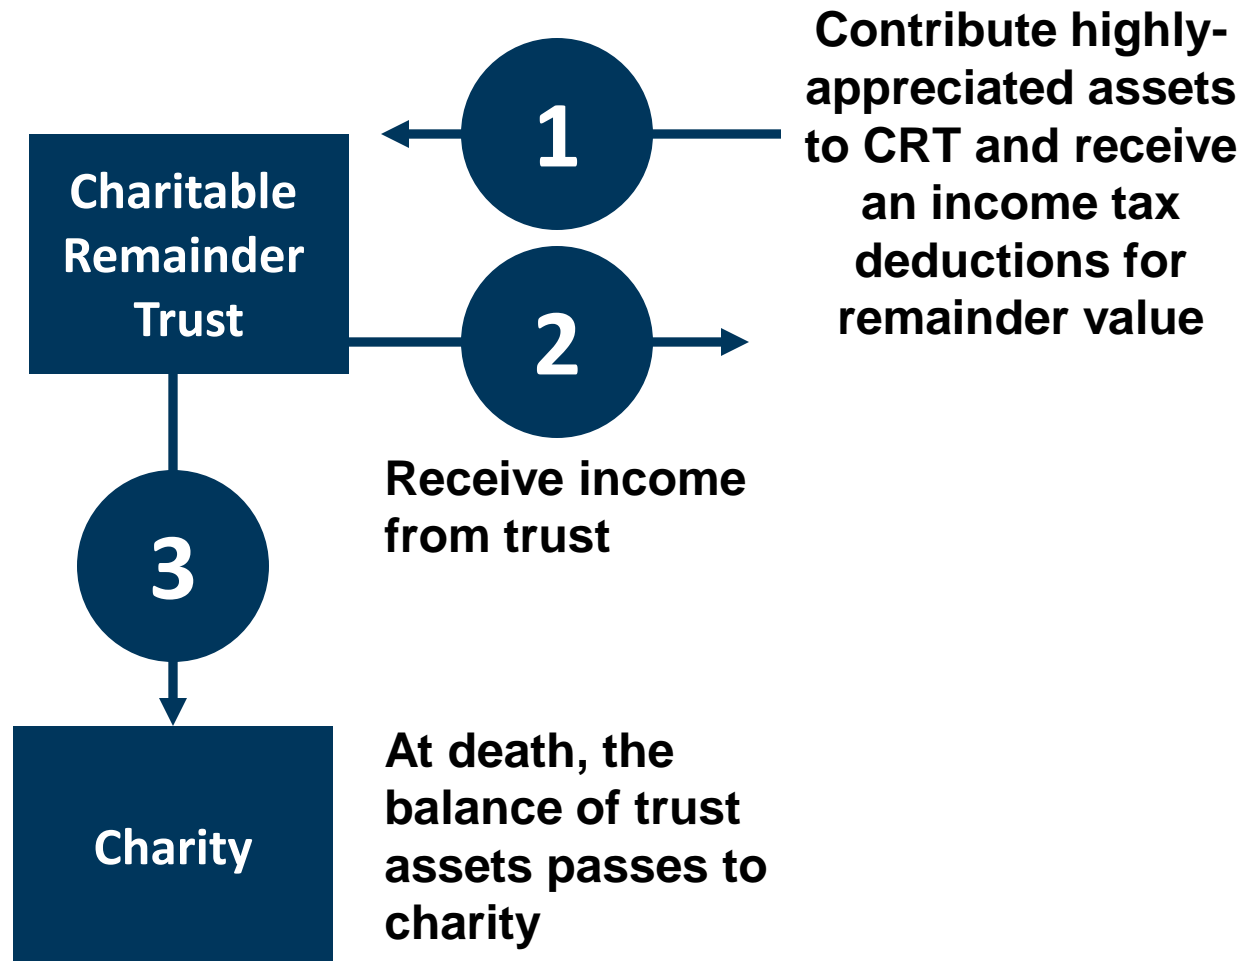 Contribute highly-
appreciated assets
to CRT and receive
an income tax
deductions for
remainder value
1
Charitable
Remainder
Trust
2
Receive income
from trust
3
At death, the
balance of trust
assets passes to
charity
Charity